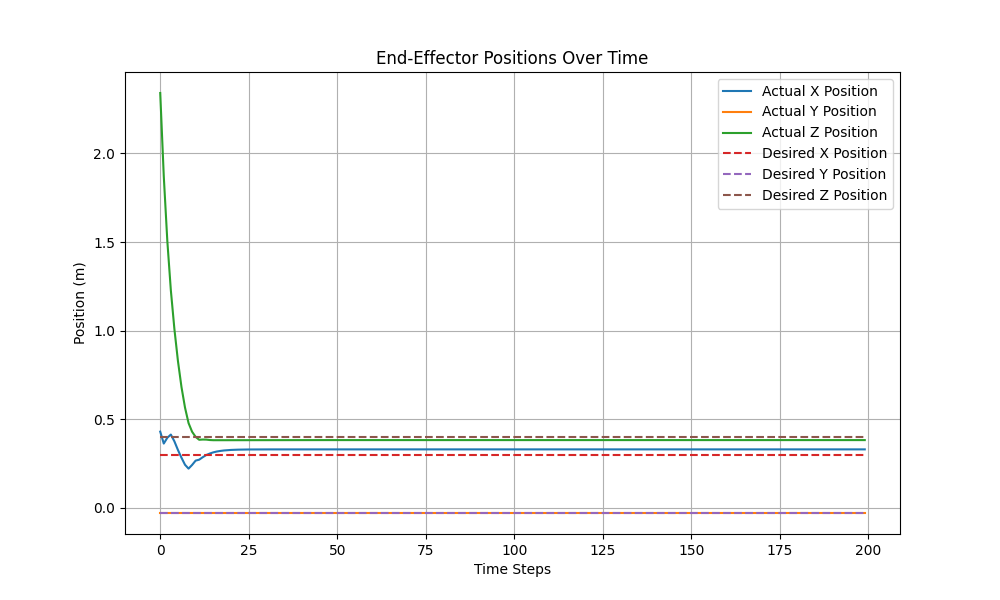 End-Effector Positions Over Time
Actual X Position
Actual Y Position
Actual Z Position
Desired X Position
Desired Y Position
Desired Z Position
Position (m)
2.0
1.5
1.0
0.5
0.0
0 25 50 75 100 125 150 175 200
Time Steps